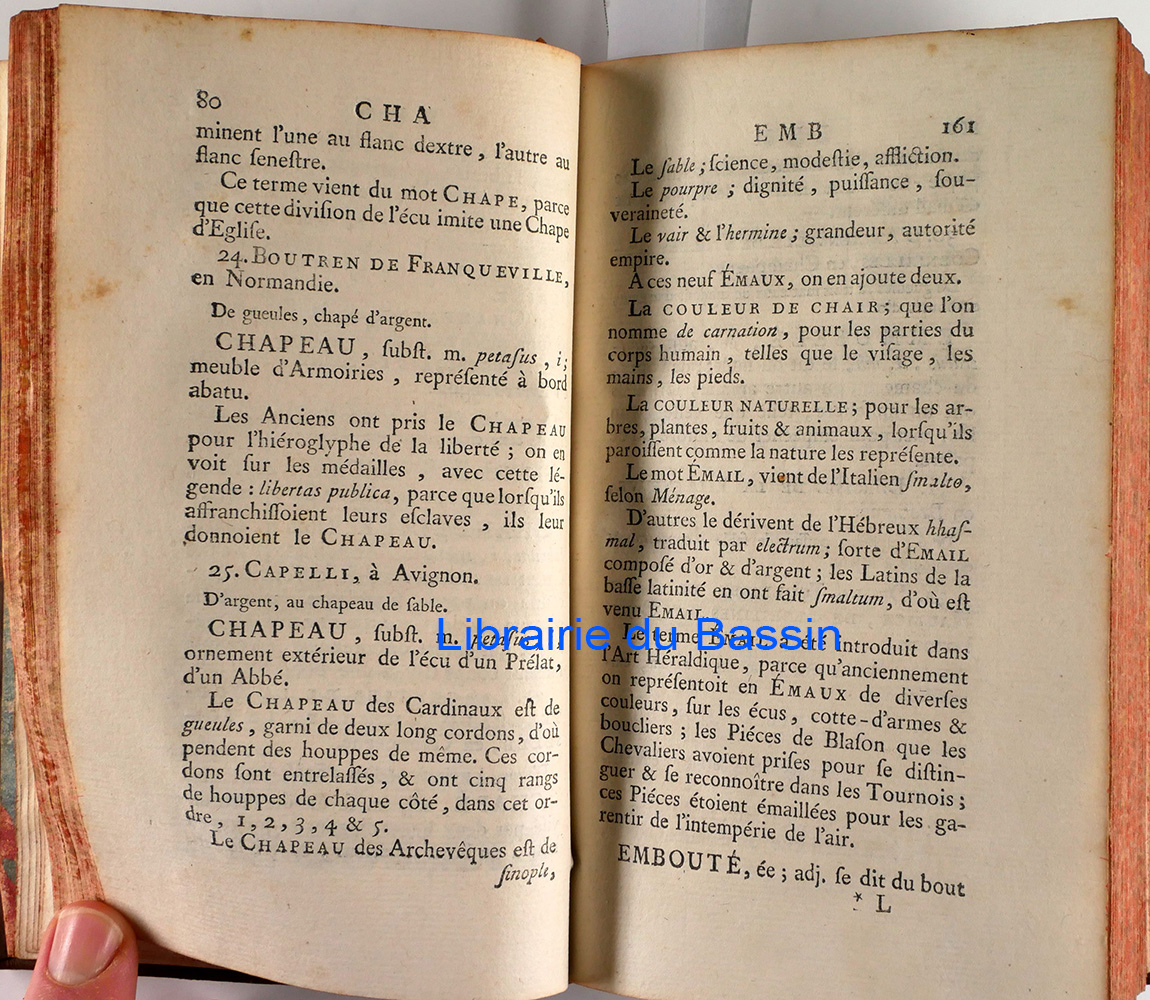 80
CHA
minent l'une au flanc dextre, l'autre au
flanc ſeneſtre.
Ce terme vient du mot CHAPE, parce
que cette diviſion de l'écu imite une Chape
d'Egliſe.
24. BOUTREN DE FRANQUEVILLE,
en Normandie.
De gueules, chapé d'argent.
CHAPEAU, ſubſt. m. petaſus, i;
meuble d'Armoiries, repréſenté à bord
abatu.
Les Anciens ont pris le CHAPEAU
pour l'hiéroglyphe de la liberté; on en
voit ſur les médailles, avec cette lé-
gende: libertas publica, parce que lorſqu'ils
affranchiſſoient leurs eſclaves, ils leur
donnoient le CHAPEAU.
25. CAPELLI, à Avignon.
D'argent, au chapeau de ſable.
CHAPEAU, ſubſt. m. petaſus
ornement extérieur de l'écu d'un Prélat,
d'un Abbé.
Le CHAPEAU des Cardinaux eſt de
gueules, garni de deux long cordons, d'où
pendent des houppes de même. Ces cor-
dons ſont entrelaſſés, & ont cinq rangs
de houppes de chaque côté, dans cet or-
dre, 1, 2, 3, 4 & 5.
Le CHAPEAU des Archevêques eſt de
ſinople,
EMB
161
Le ſable; ſcience, modeſtie, affliction.
Le pourpre; dignité, puiſſance, ſou-
veraineté.
Le vair & l'hermine; grandeur, autorité
empire.
A ces neuf ÉMAUX, on en ajoute deux.
La COULEUR DE CHAIR; que l'on
nomme de carnation, pour les parties du
corps humain, telles que le viſage, les
mains, les pieds.
La COULEUR NATURELLE; pour les ar-
bres, plantes, fruits & animaux, lorſqu'ils
paroiſſent comme la nature les repréſente.
Le mot ÉMAIL, vient de l'Italien ſmalto,
ſelon Ménage.
D'autres le dérivent de l'Hébreux hhaſ-
mal, traduit par electrum; ſorte d'EMAIL
compoſé d'or & d'argent; les Latins de la
baſſe latinité en ont fait ſmaltum, d'où eſt
venu EMAIL.
Le terme ÉMAIL a été introduit dans
l'Art Héraldique, parce qu'anciennement
on repréſentoit en ÉMAUX de diverſes
couleurs, ſur les écus, cotte-d'armes &
boucliers; les Piéces de Blaſon que les
Chevaliers avoient priſes pour ſe diſtin-
guer & ſe reconnoître dans les Tournois;
ces Piéces étoient émaillées pour les ga-
rentir de l'intempérie de l'air.
EMBOUTÉ, ée; adj. ſe dit du bout
* L
Librairie du Bassin